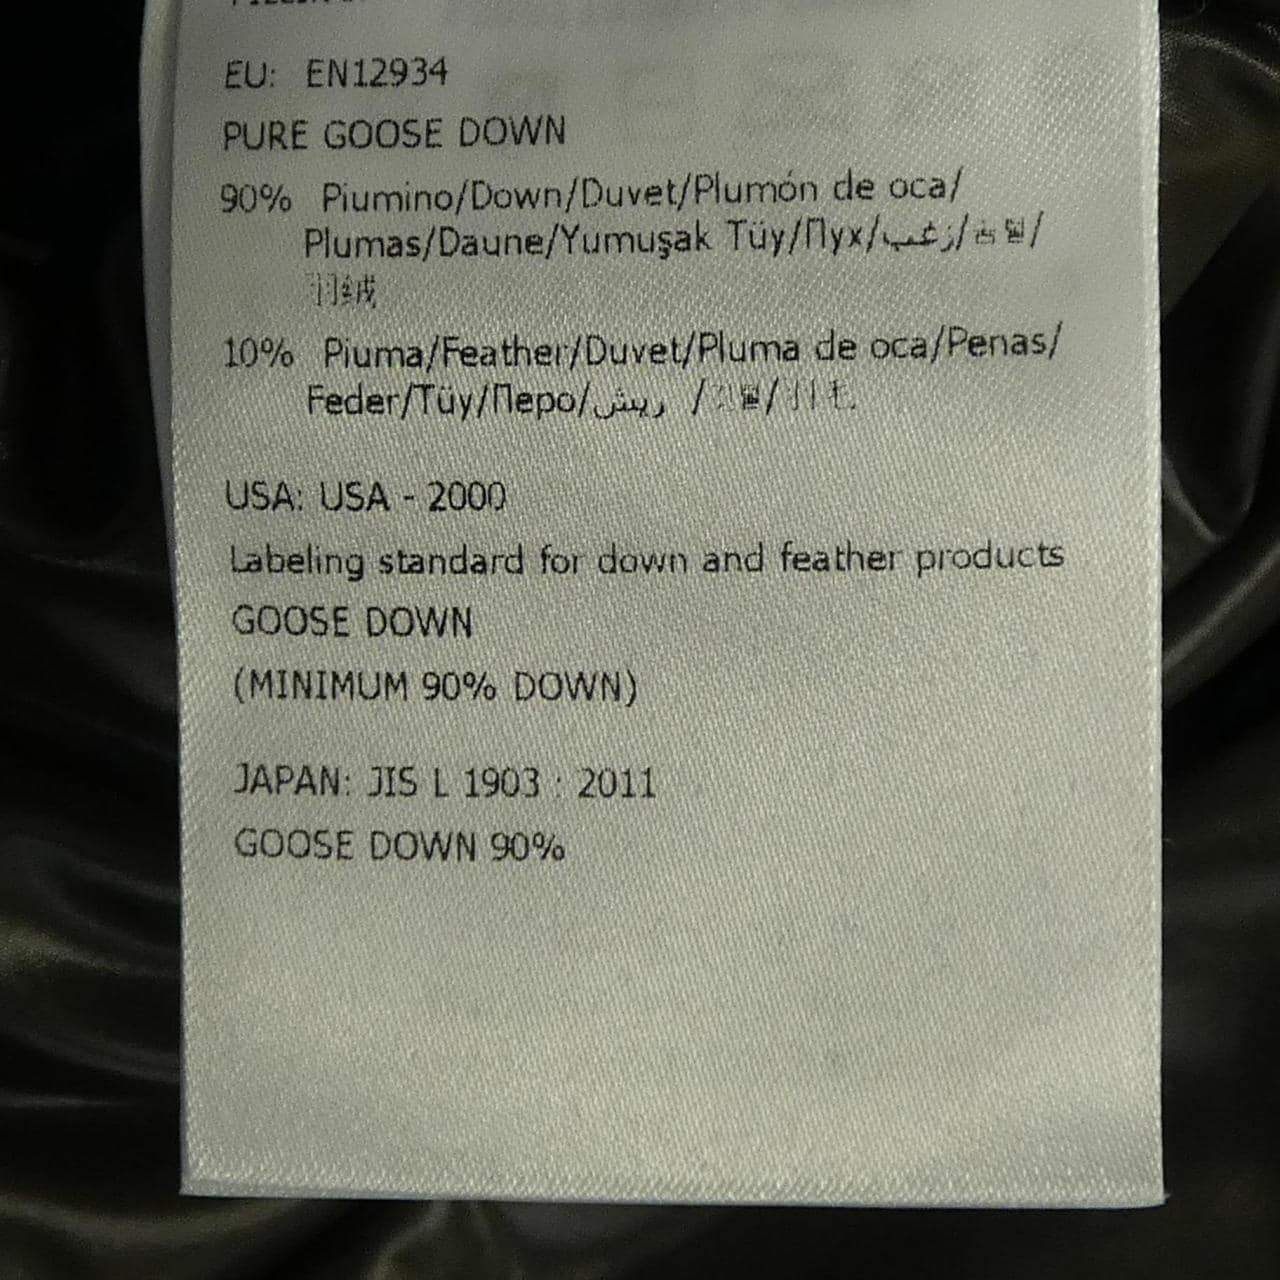 EU: EN12934
PURE GOOSE DOWN
90% Piumino/Down/Duvet/Plumón de oca/
Plumas/Daune/Yumuşak Tüy/Пух/زغب/
羽绒
10% Piuma/Feather/Duvet/Pluma de oca/Penas/
Feder/Tüy/Перо/ريش /
USA: USA - 2000
Labeling standard for down and feather products
GOOSE DOWN
(MINIMUM 90% DOWN)
JAPAN: JIS L 1903 : 2011
GOOSE DOWN 90%